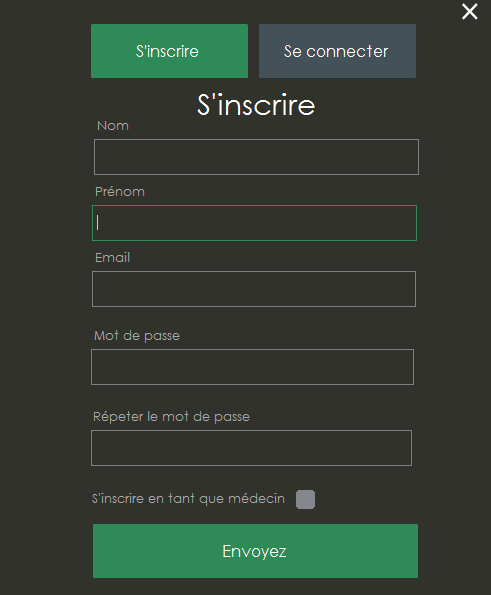 S'inscrire
Se connecter
S'inscrire
Nom
Prénom
Email
Mot de passe
Répeter le mot de passe
S'inscrire en tant que médecin
Envoyez